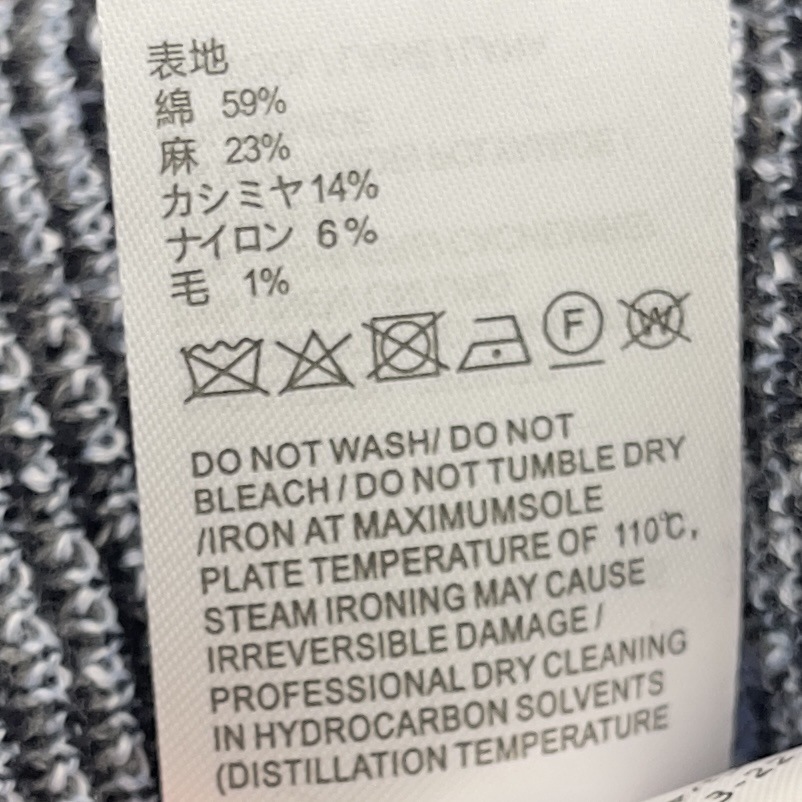 表地
綿 59%
麻 23%
カシミヤ 14%
ナイロン 6%
毛 1%
F W
DO NOT WASH/ DO NOT
BLEACH / DO NOT TUMBLE DRY
/IRON AT MAXIMUMSOLE
PLATE TEMPERATURE OF 110℃,
STEAM IRONING MAY CAUSE
IRREVERSIBLE DAMAGE /
PROFESSIONAL DRY CLEANING
IN HYDROCARBON SOLVENTS
(DISTILLATION TEMPERATURE